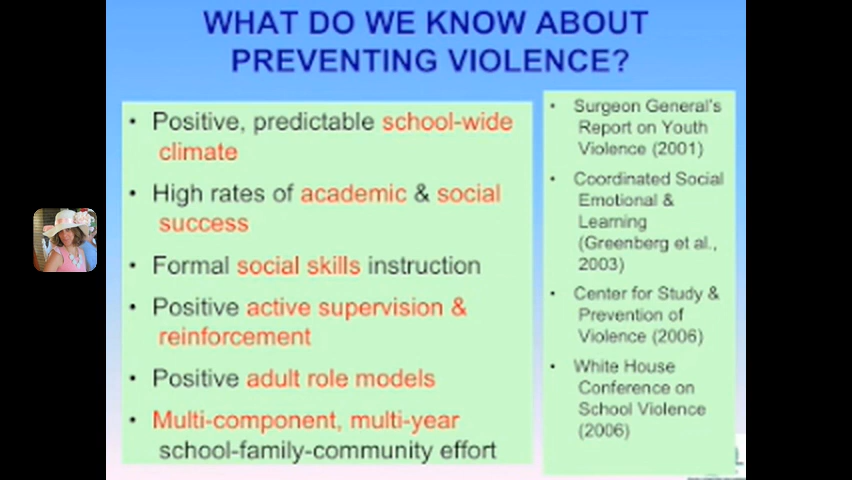 WHAT DO WE KNOW ABOUT
PREVENTING VIOLENCE?
• Positive, predictable school-wide
climate
• High rates of academic & social
success
• Formal social skills instruction
• Positive active supervision &
reinforcement
• Positive adult role models
• Multi-component, multi-year
school-family-community effort
• Surgeon General's
Report on Youth
Violence (2001)
• Coordinated Social
Emotional &
Learning
(Greenberg et al.,
2003)
• Center for Study &
Prevention of
Violence (2006)
• White House
Conference on
School Violence
(2006)